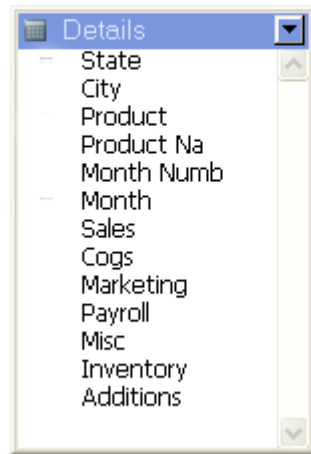 Details
State
City
Product
Product Na
Month Numb
Month
Sales
Cogs
Marketing
Payroll
Misc
Inventory
Additions